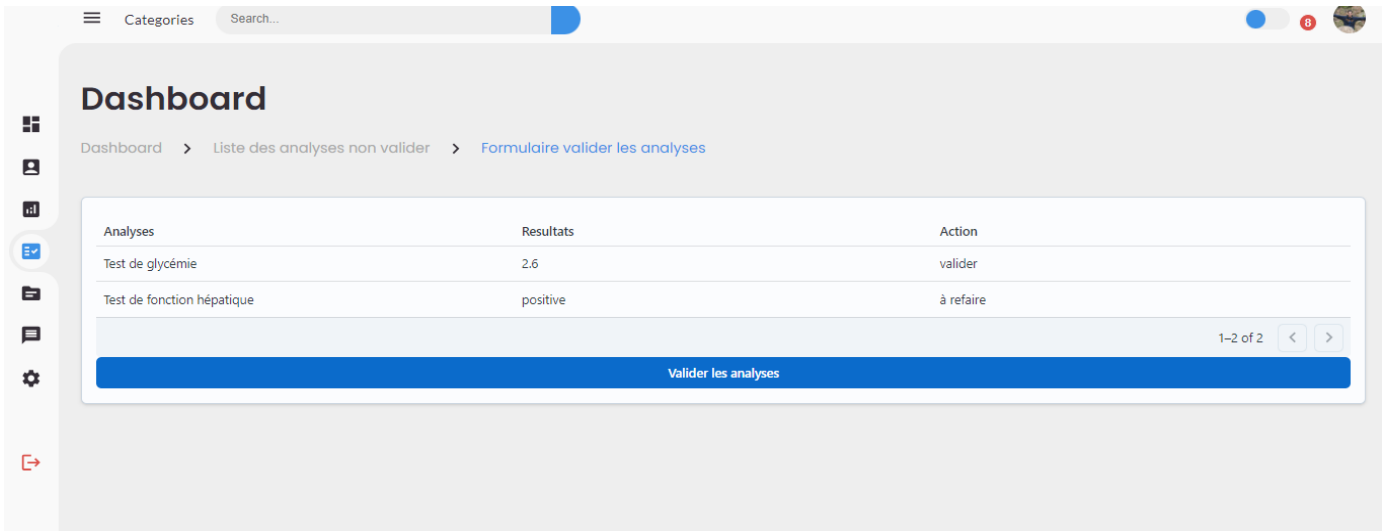 Categories Search... 8
Dashboard
Dashboard > Liste des analyses non valider > Formulaire valider les analyses
Analyses Resultats Action
Test de glycémie 2.6 valider
Test de fonction hépatique positive à refaire
1–2 of 2 < >
Valider les analyses